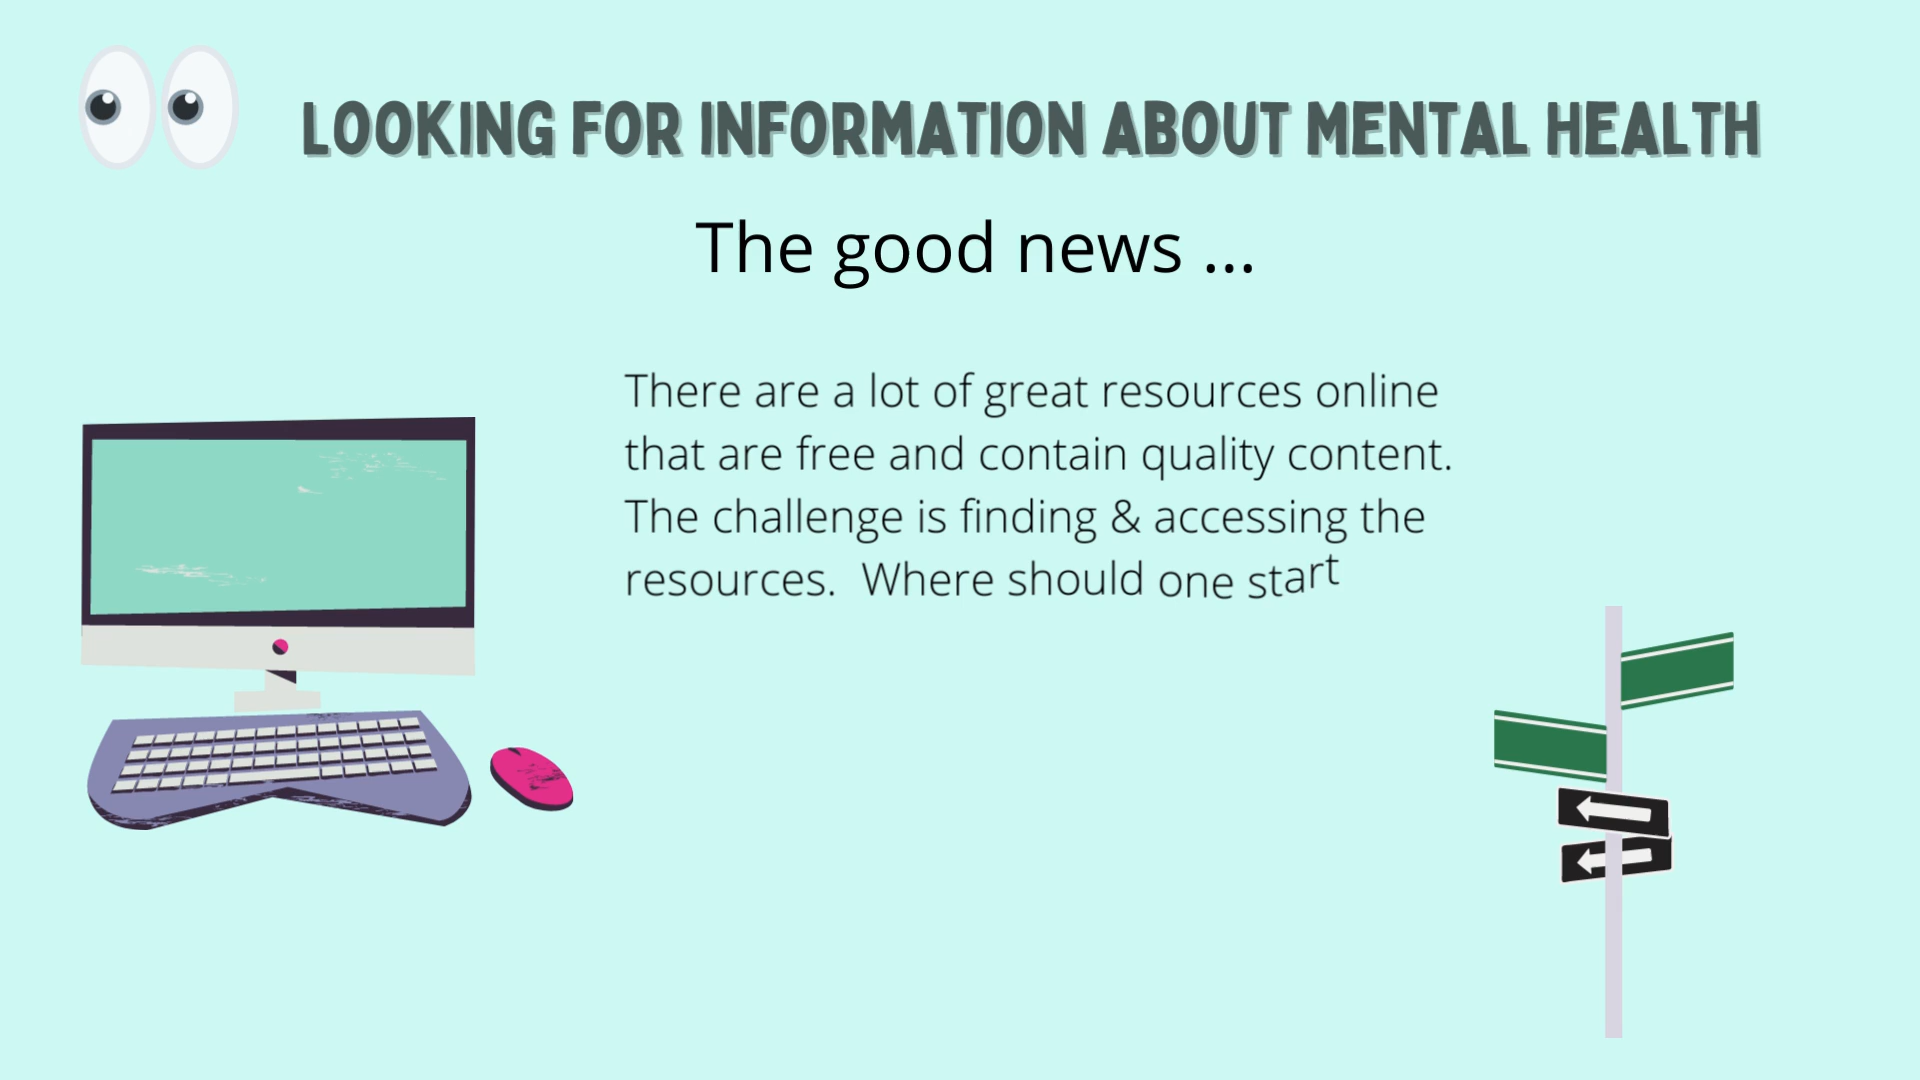 LOOKING FOR INFORMATION ABOUT MENTAL HEALTH
The good news ...
There are a lot of great resources online
that are free and contain quality content.
The challenge is finding & accessing the
resources.  Where should one start